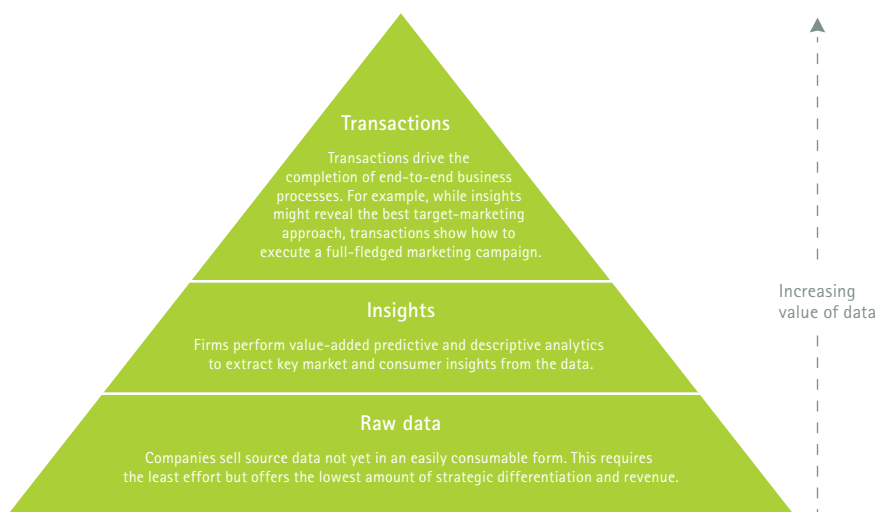 Transactions
Transactions drive the
completion of end-to-end business
processes. For example, while insights
might reveal the best target-marketing
approach, transactions show how to
execute a full-fledged marketing campaign.
Insights
Firms perform value-added predictive and descriptive analytics
to extract key market and consumer insights from the data.
Raw data
Companies sell source data not yet in an easily consumable form. This requires
the least effort but offers the lowest amount of strategic differentiation and revenue.
Increasing
value of data